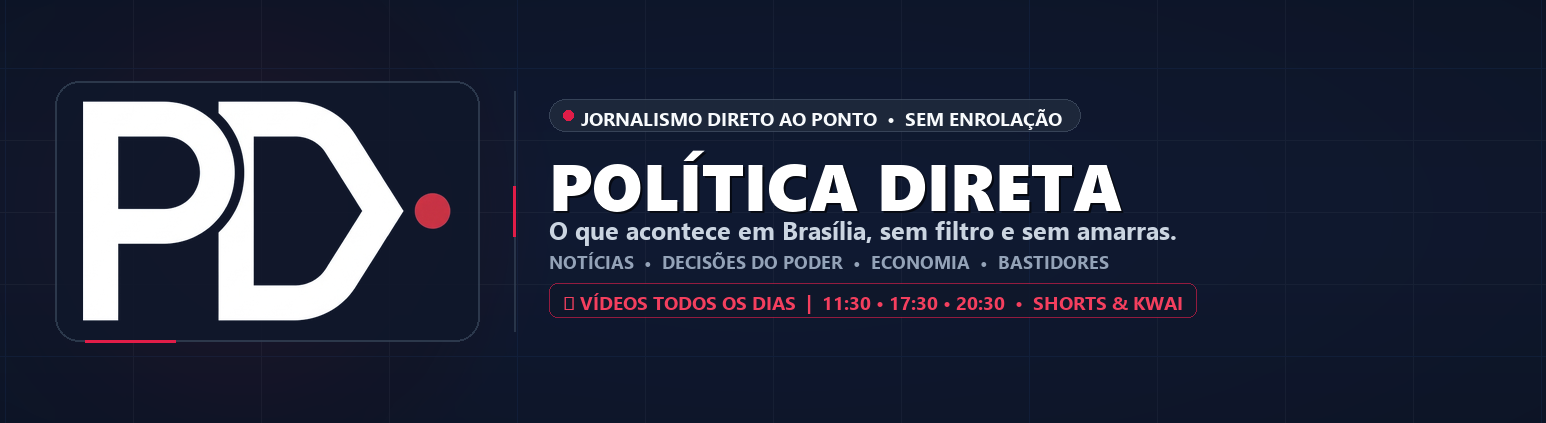 PD
JORNALISMO DIRETO AO PONTO • SEM ENROLAÇÃO
POLÍTICA DIRETA
O que acontece em Brasília, sem filtro e sem amarras.
NOTÍCIAS • DECISÕES DO PODER • ECONOMIA • BASTIDORES
▯ VÍDEOS TODOS OS DIAS | 11:30 • 17:30 • 20:30 • SHORTS & KWAI